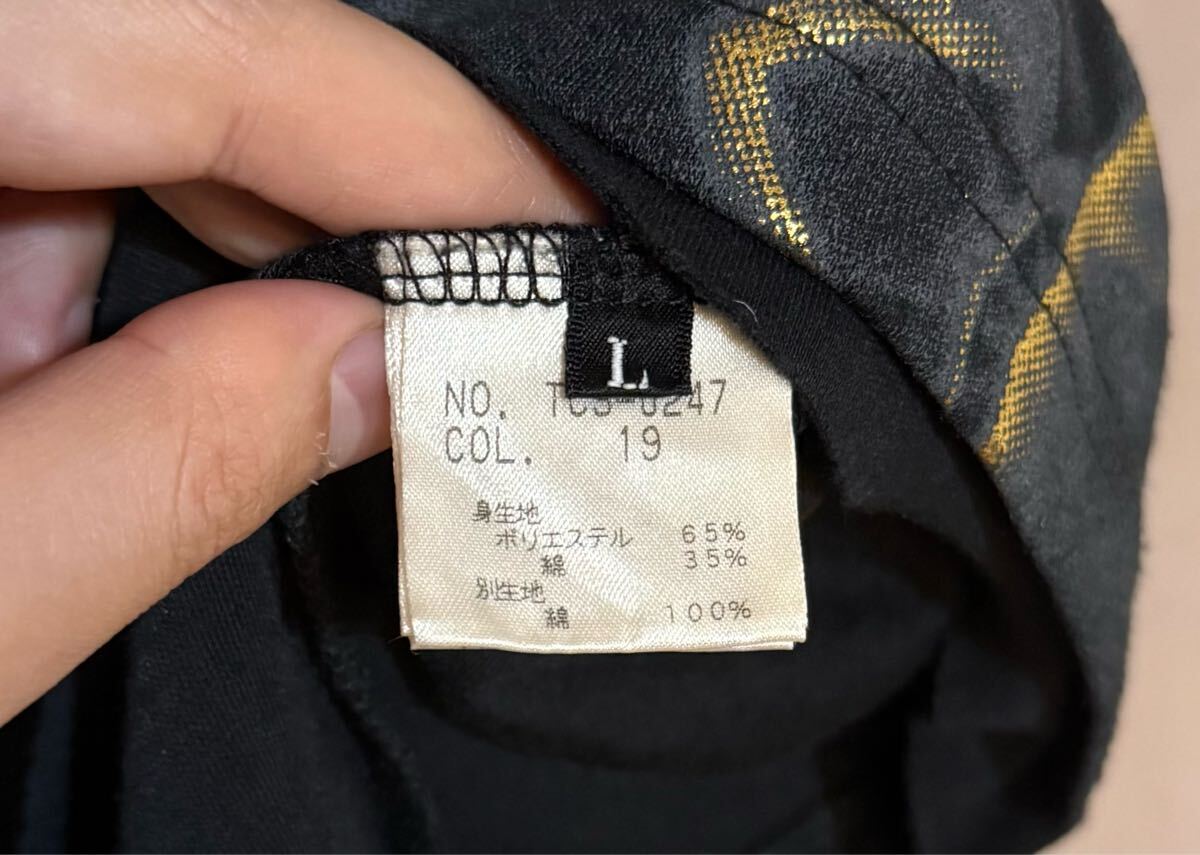 L
NO.
COL. 19
身生地
ポリエステル 65%
綿 35%
別生地
綿 100%